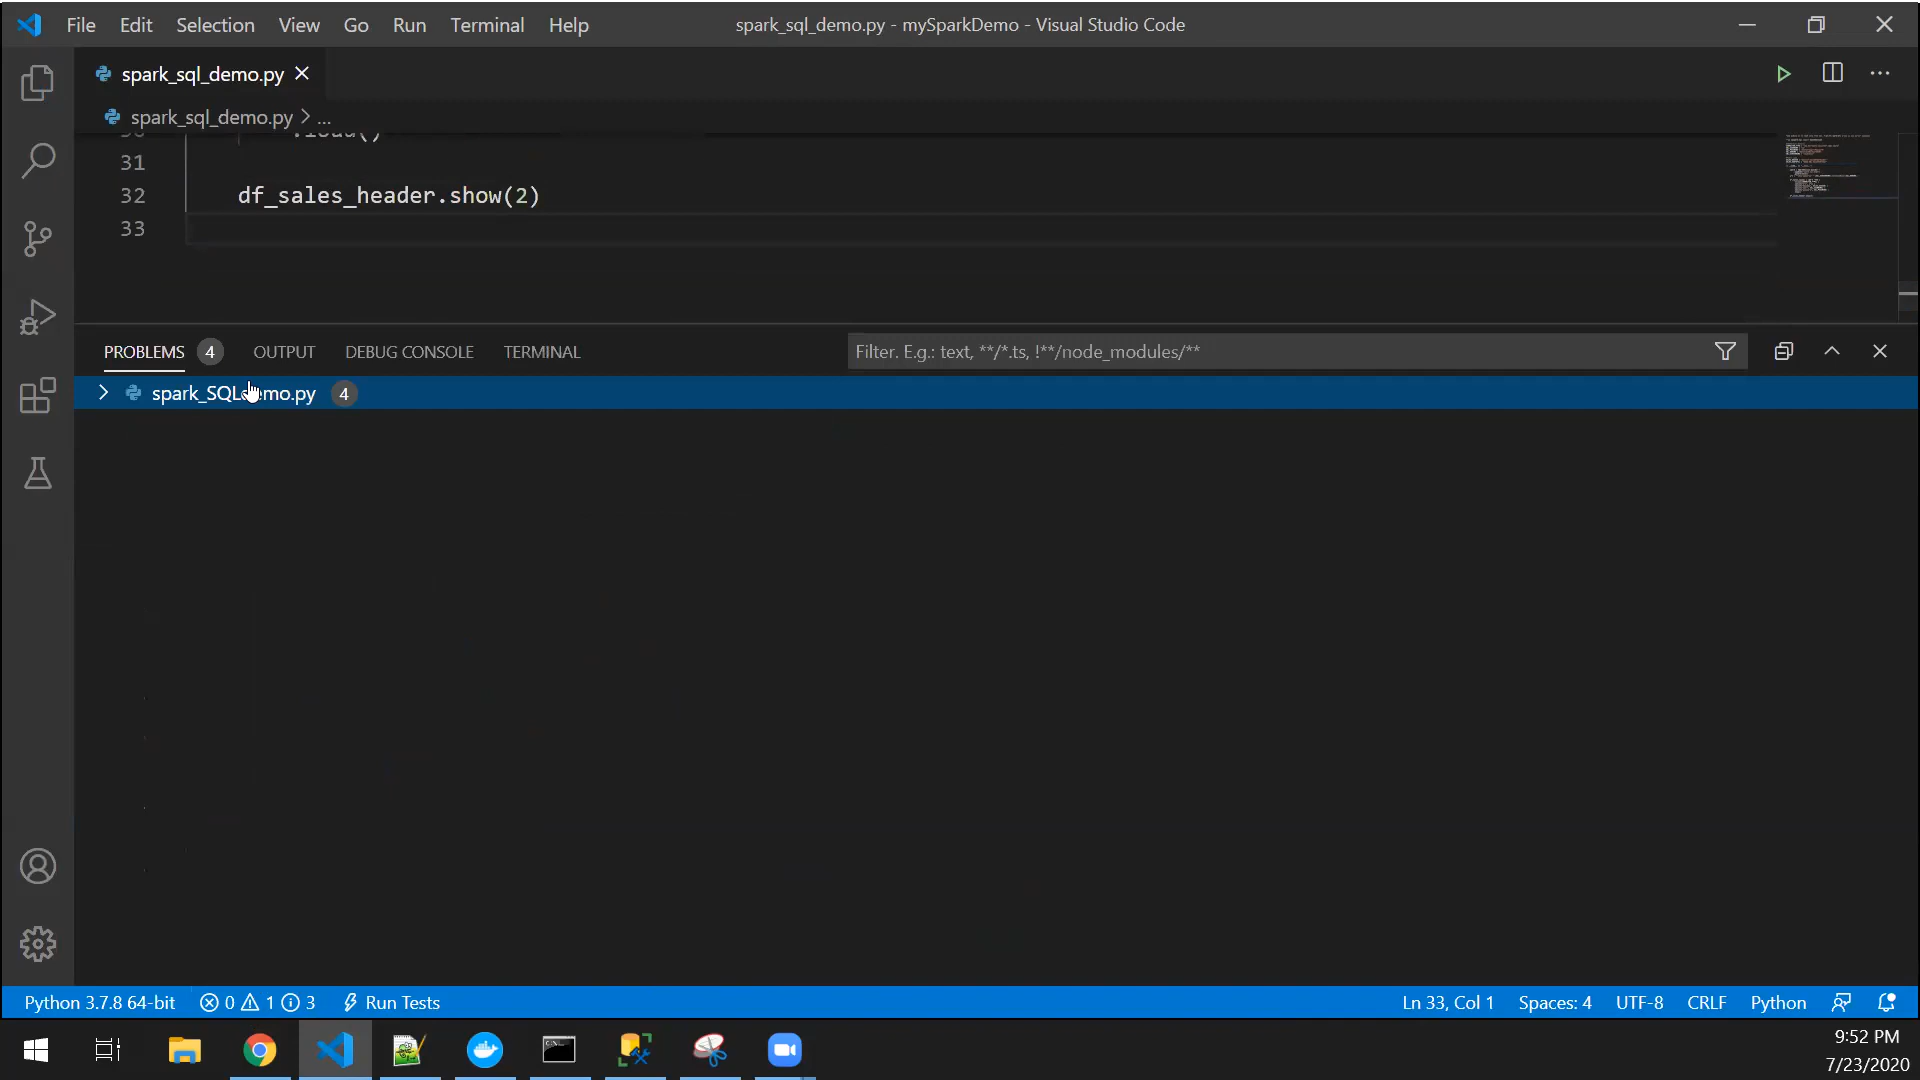 File Edit Selection View Go Run Terminal Help
spark_sql_demo.py - mySparkDemo - Visual Studio Code
spark_sql_demo.py
spark_sql_demo.py > ...
30 .load()
31
32 df_sales_header.show(2)
33
PROBLEMS 4 OUTPUT DEBUG CONSOLE TERMINAL
Filter. E.g.: text, **/*.ts, !**/node_modules/**
spark_SQLdemo.py 4
Python 3.7.8 64-bit 0 1 3 Run Tests
Ln 33, Col 1 Spaces: 4 UTF-8 CRLF Python
9:52 PM
7/23/2020